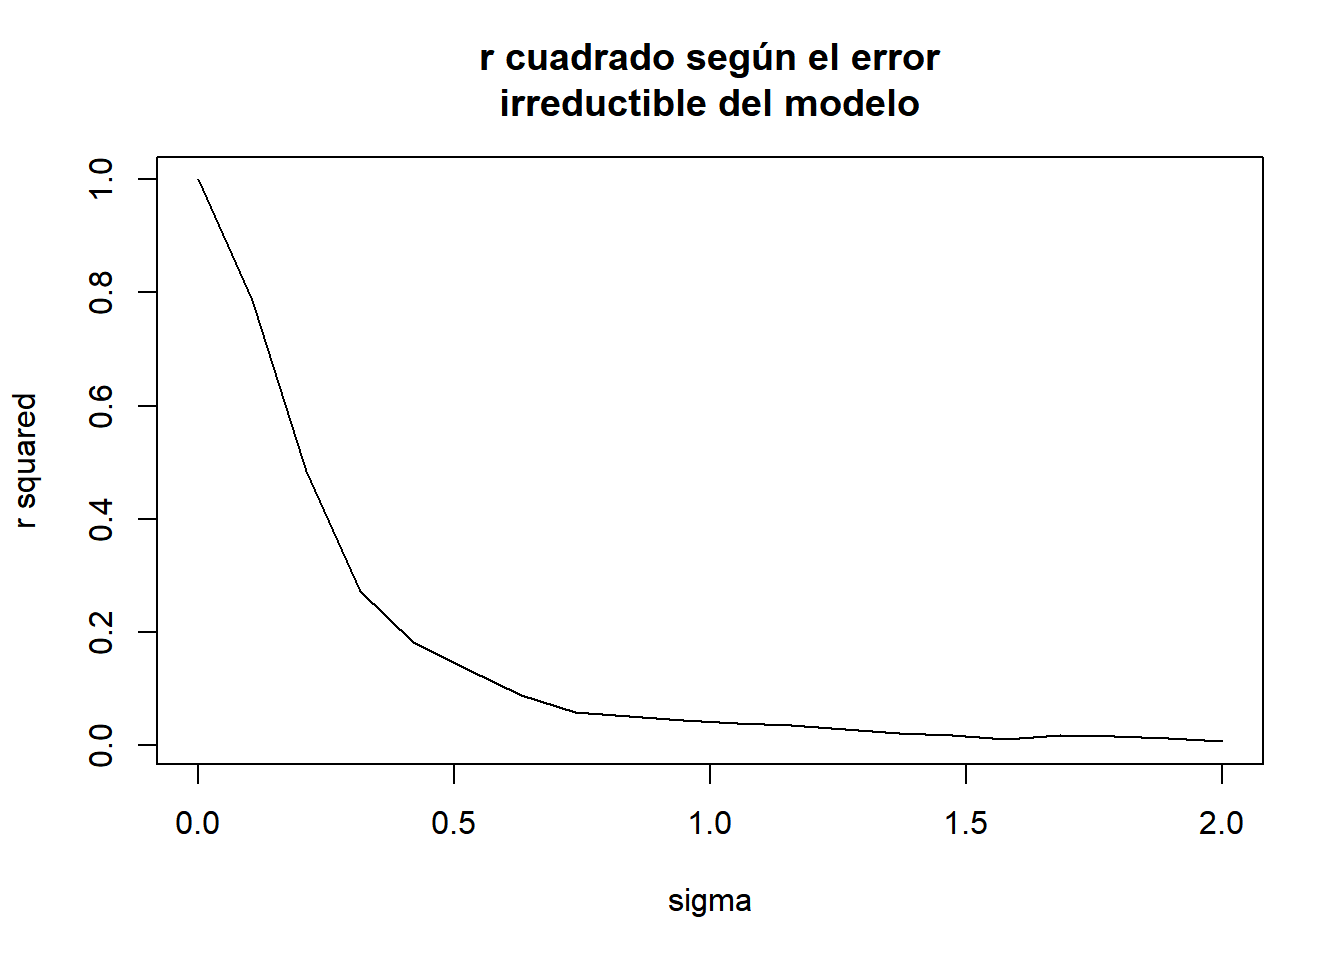 r cuadrado según el error
irreductible del modelo
r squared
1.0
0.8
0.6
0.4
0.2
0.0
0.0 0.5 1.0 1.5 2.0
sigma